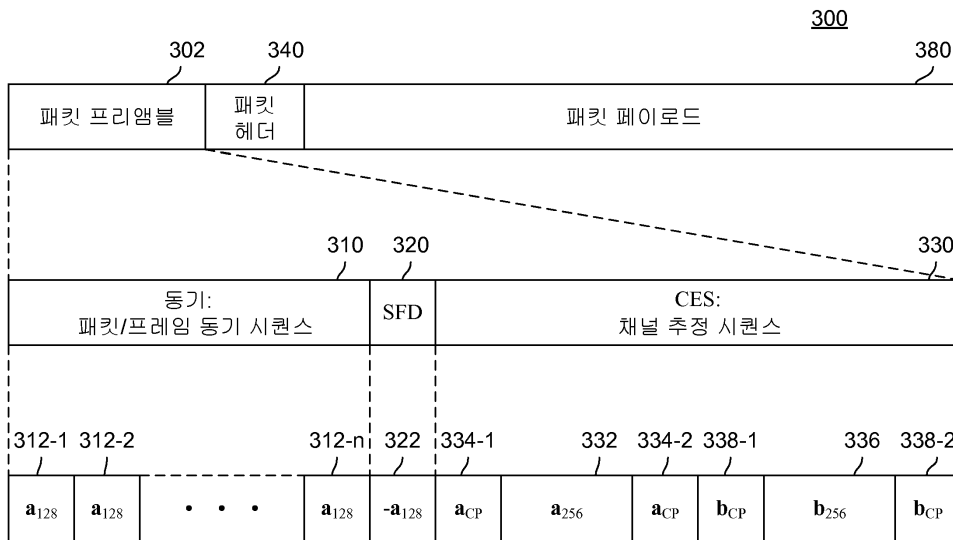 300
302 340 380
패킷 프리앰블 패킷 헤더 패킷 페이로드
310 320 330
동기: 패킷/프레임 동기 시퀀스 SFD CES: 채널 추정 시퀀스
312-1 312-2 312-n 322 334-1 332 334-2 338-1 336 338-2
a128 a128 • • • a128 -a128 aCP a256 aCP bCP b256 bCP